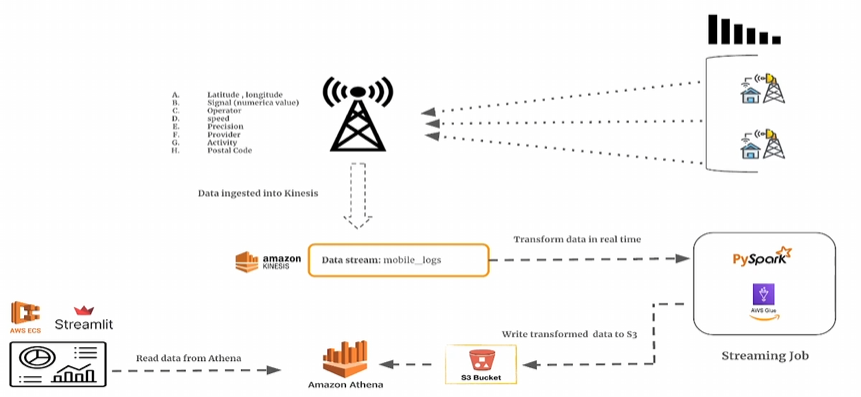 A. Latitude , longitude
B. Signal (numerica value)
C. Operator
D. speed
E. Precision
F. Provider
G. Activity
H. Postal Code
Data ingested into Kinesis
amazon
KINESIS
Data stream: mobile_logs
Transform data in real time
PySpark
AWS Glue
Streaming Job
Write transformed data to S3
S3 Bucket
Amazon Athena
Read data from Athena
AWS ECS
Streamlit